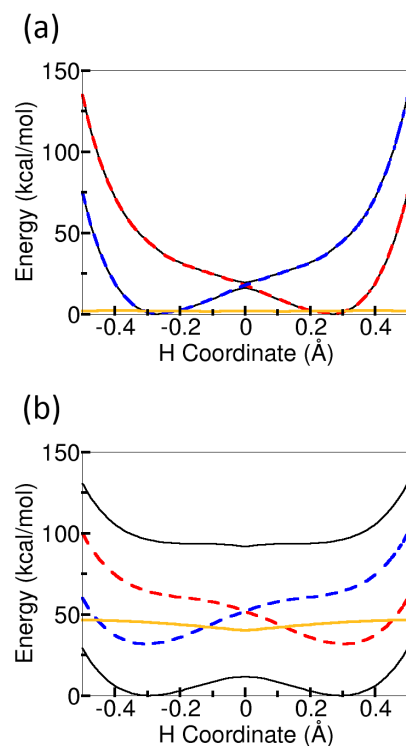 (a)
150
100
50
0
Energy (kcal/mol)
-0.4 -0.2 0 0.2 0.4
H Coordinate (Å)
(b)
150
100
50
0
Energy (kcal/mol)
-0.4 -0.2 0 0.2 0.4
H Coordinate (Å)